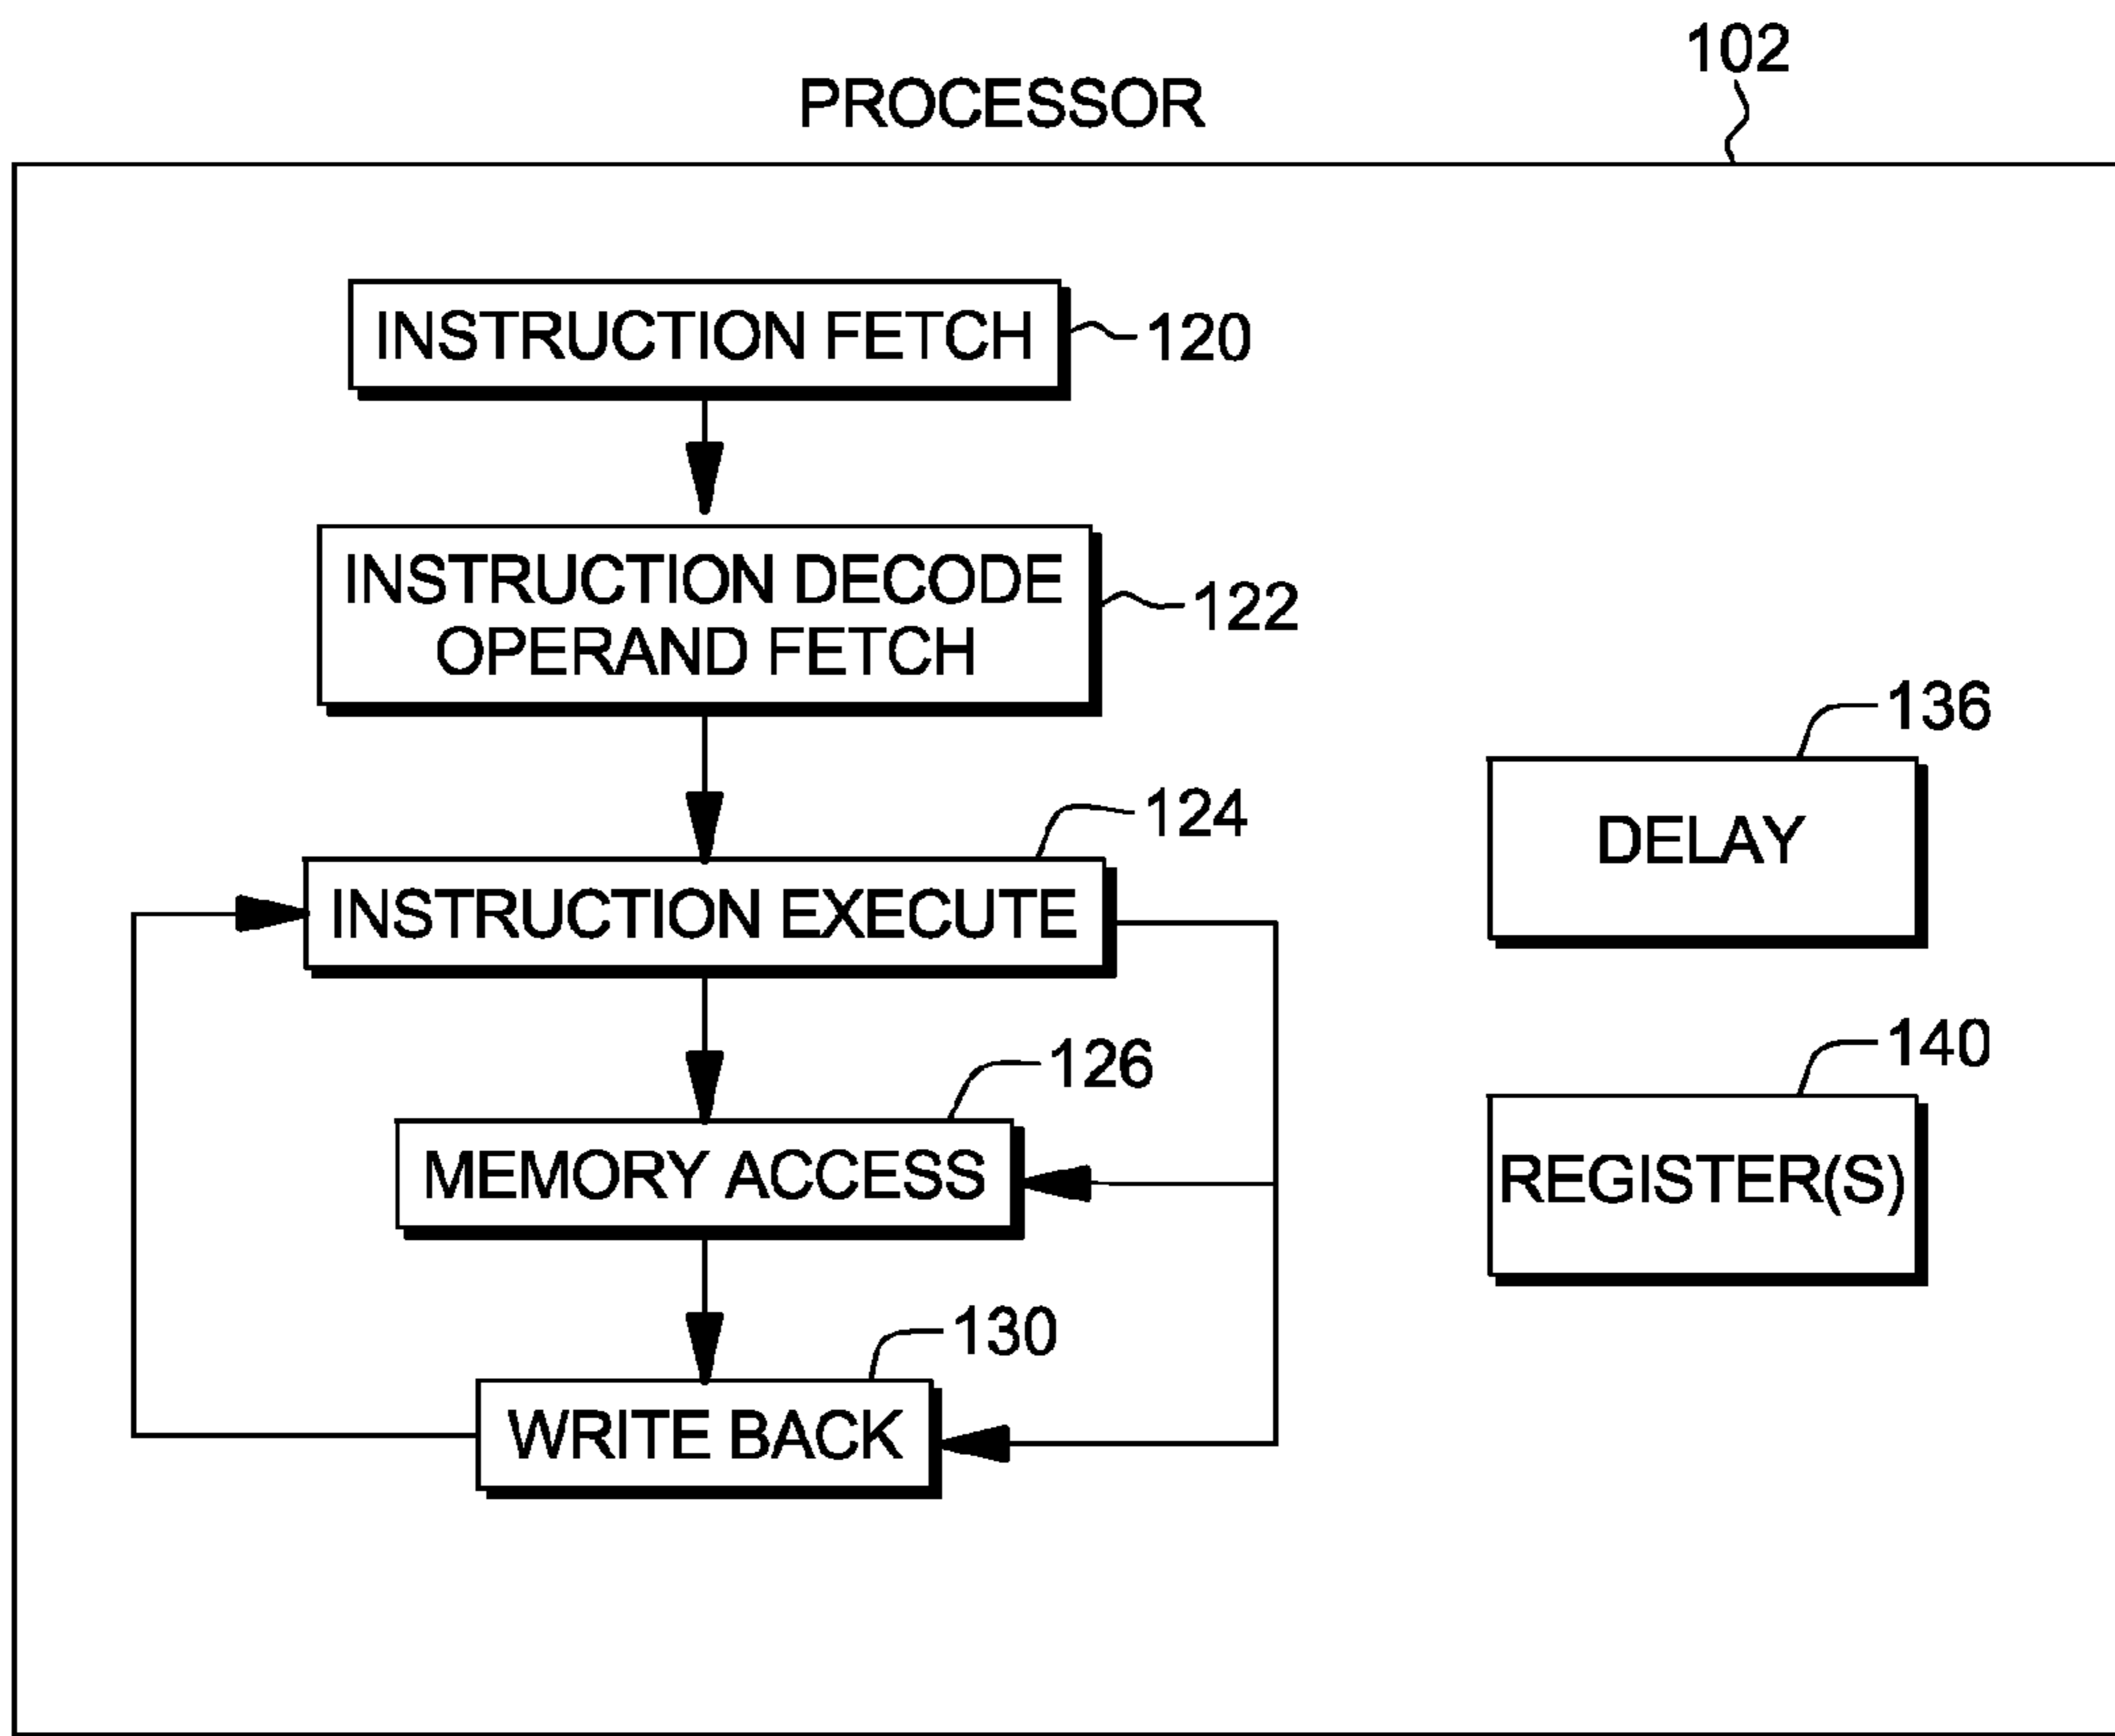 102
PROCESSOR
INSTRUCTION FETCH
120
INSTRUCTION DECODE
OPERAND FETCH
122
136
DELAY
124
INSTRUCTION EXECUTE
140
REGISTER(S)
126
MEMORY ACCESS
130
WRITE BACK